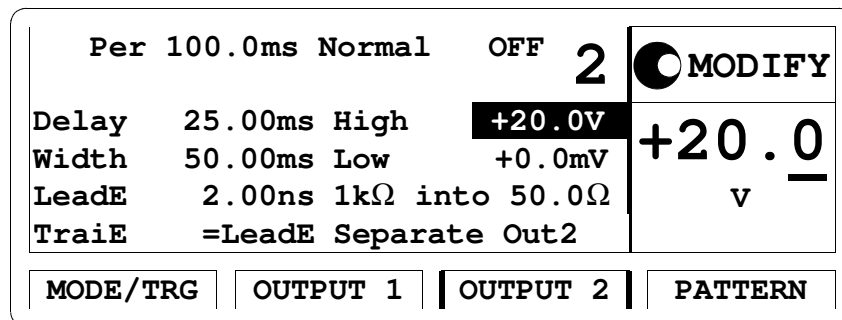 Per 100.0ms Normal OFF 2 MODIFY
Delay 25.00ms High +20.0V
Width 50.00ms Low +0.0mV
+20.0
LeadE 2.00ns 1kΩ into 50.0Ω V
TraiE =LeadE Separate Out2
MODE/TRG OUTPUT 1 OUTPUT 2 PATTERN